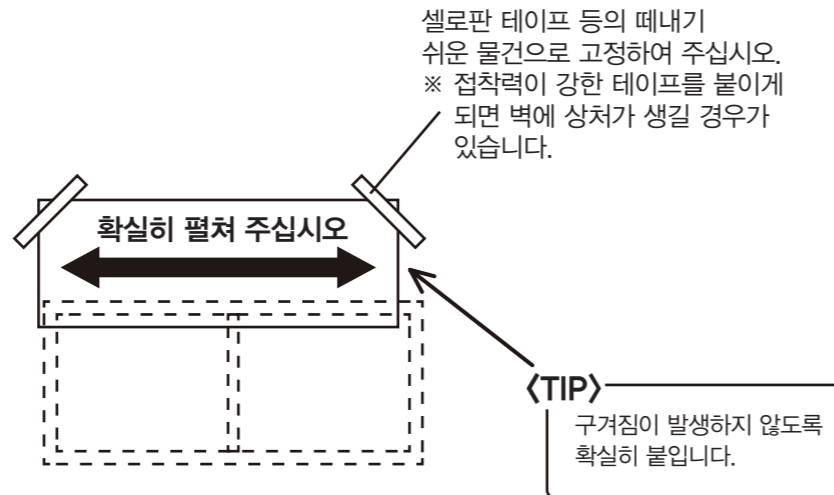 셀로판 테이프 등의 떼내기
쉬운 물건으로 고정하여 주십시오.
※ 접착력이 강한 테이프를 붙이게
되면 벽에 상처가 생길 경우가
있습니다.
확실히 펼쳐 주십시오
〈TIP〉
구겨짐이 발생하지 않도록
확실히 붙입니다.